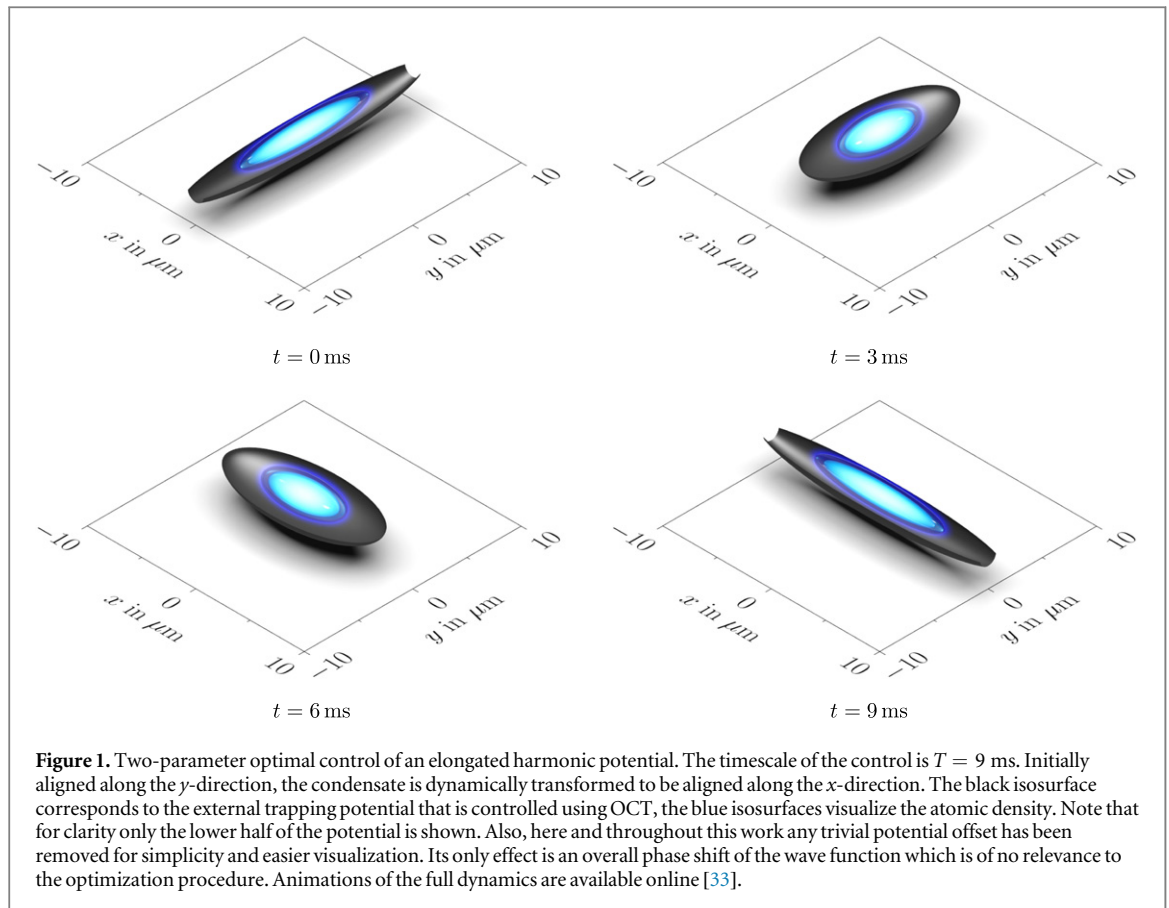 −10
0
10
x in μm
−10
0
10
y in μm
t = 0 ms
−10
0
10
x in μm
−10
0
10
y in μm
t = 3 ms
−10
0
10
x in μm
−10
0
10
y in μm
t = 6 ms
−10
0
10
x in μm
−10
0
10
y in μm
t = 9 ms
Figure 1. Two-parameter optimal control of an elongated harmonic potential. The timescale of the control is T = 9 ms. Initially
aligned along the y-direction, the condensate is dynamically transformed to be aligned along the x-direction. The black isosurface
corresponds to the external trapping potential that is controlled using OCT, the blue isosurfaces visualize the atomic density. Note that
for clarity only the lower half of the potential is shown. Also, here and throughout this work any trivial potential offset has been
removed for simplicity and easier visualization. Its only effect is an overall phase shift of the wave function which is of no relevance to
the optimization procedure. Animations of the full dynamics are available online [33].